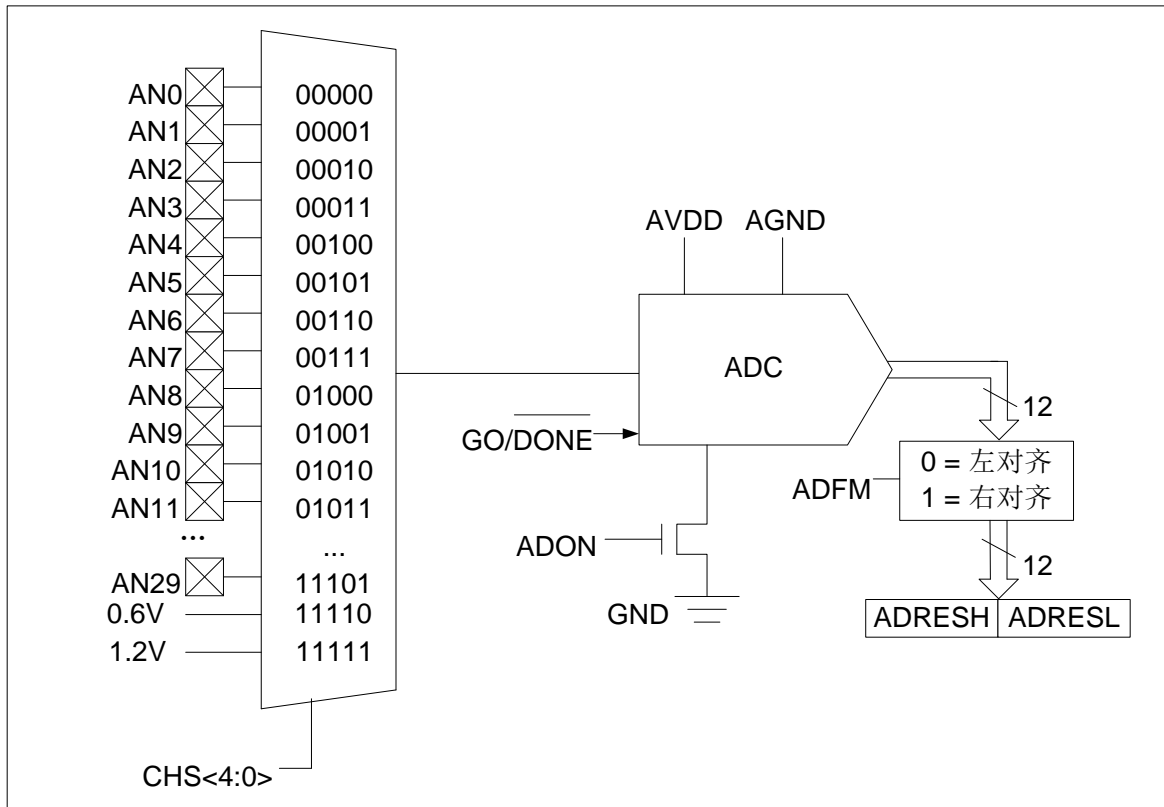 AN0 00000
AN1 00001
AN2 00010
AN3 00011
AN4 00100
AN5 00101
AN6 00110
AN7 00111
AN8 01000
AN9 01001
AN10 01010
AN11 01011
... ...
AN29 11101
0.6V 11110
1.2V 11111
CHS<4:0>
AVDD AGND
ADC
GO/DONE
ADON
GND
12
ADFM
0 = 左对齐
1 = 右对齐
12
ADRESH ADRESL